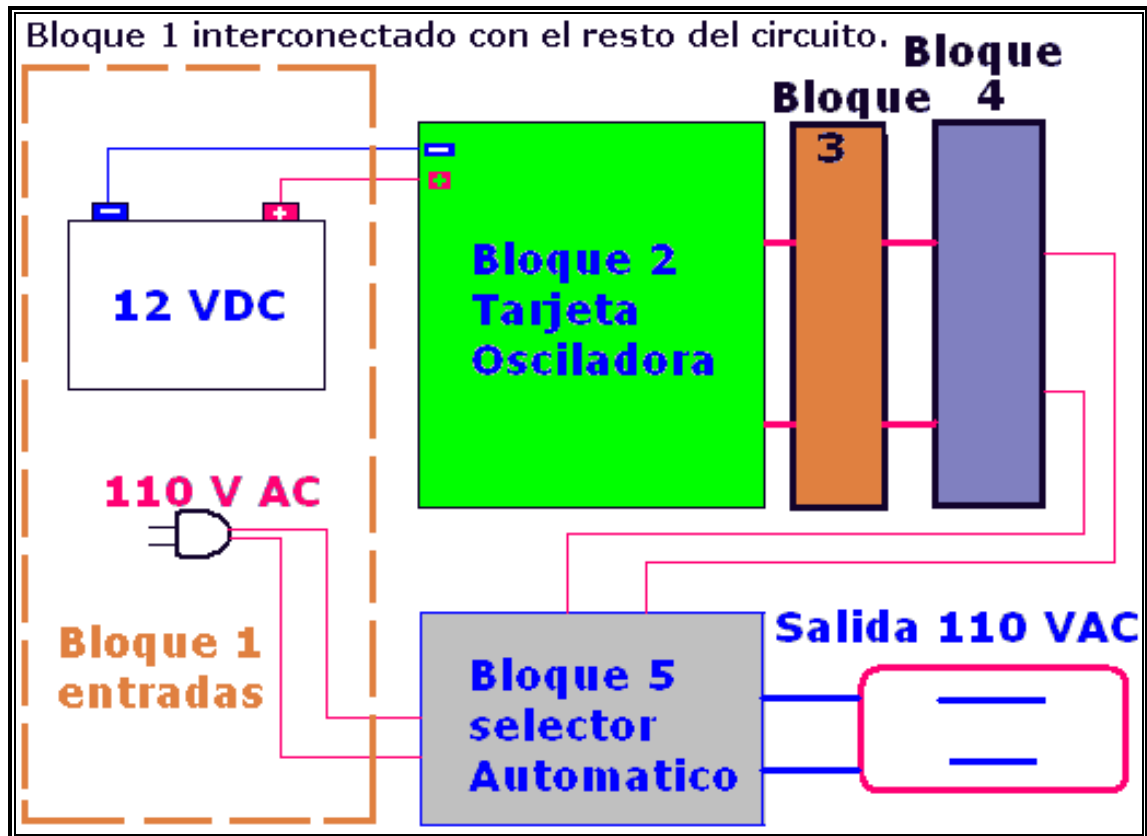 Bloque 1 interconectado con el resto del circuito.
Bloque
4
Bloque
3
-
+
-
+
12 VDC
Bloque 2
Tarjeta
Osciladora
110 V AC
Bloque 1
entradas
Bloque 5
selector
Automatico
Salida 110 VAC